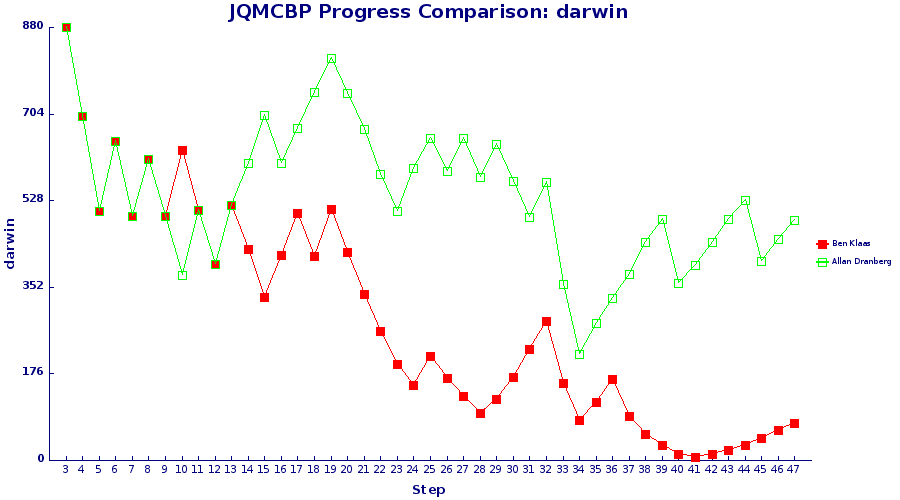 JQMCBP Progress Comparison: darwin
880
704
528
352
176
0
darwin
3 4 5 6 7 8 9 10 11 12 13 14 15 16 17 18 19 20 21 22 23 24 25 26 27 28 29 30 31 32 33 34 35 36 37 38 39 40 41 42 43 44 45 46 47
Step
Ben Klaas
Allan Dranberg